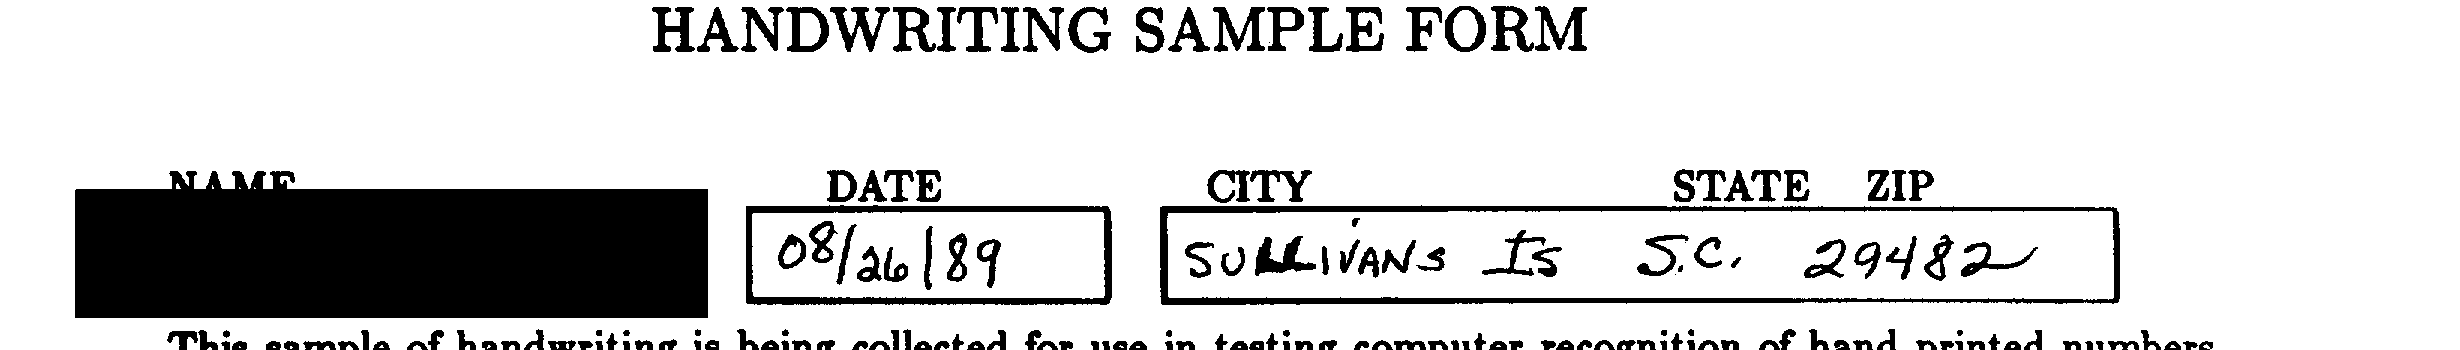 HANDWRITING SAMPLE FORM
NAME DATE CITY STATE ZIP
08/26/89 SULLIVANS IS S.C. 29482
This sample of handwriting is being collected for use in testing computer recognition of hand printed numbers